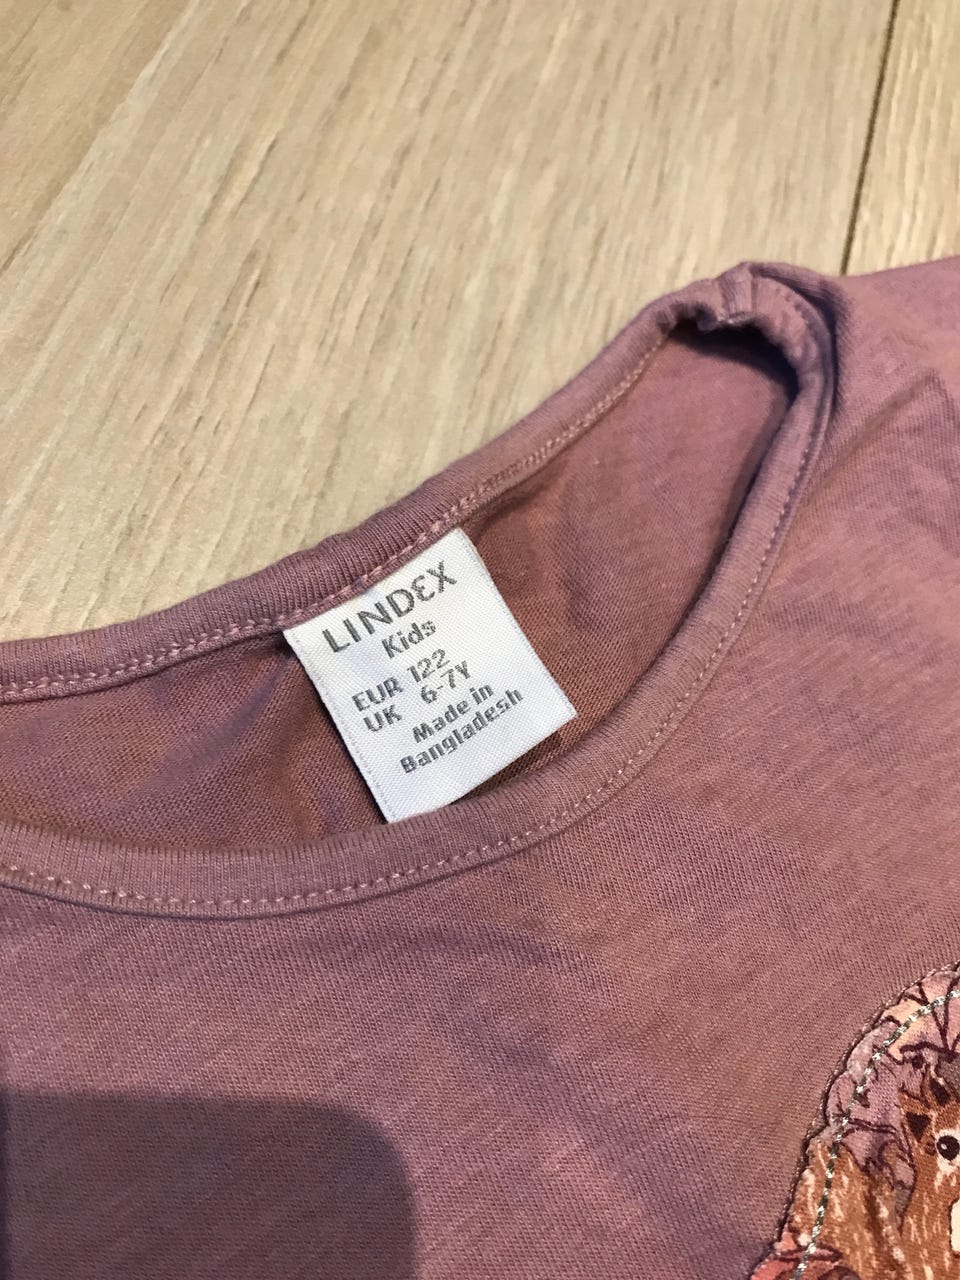 LINDEX
Kids
EUR 122
UK 6-7Y
Made in
Bangladesh